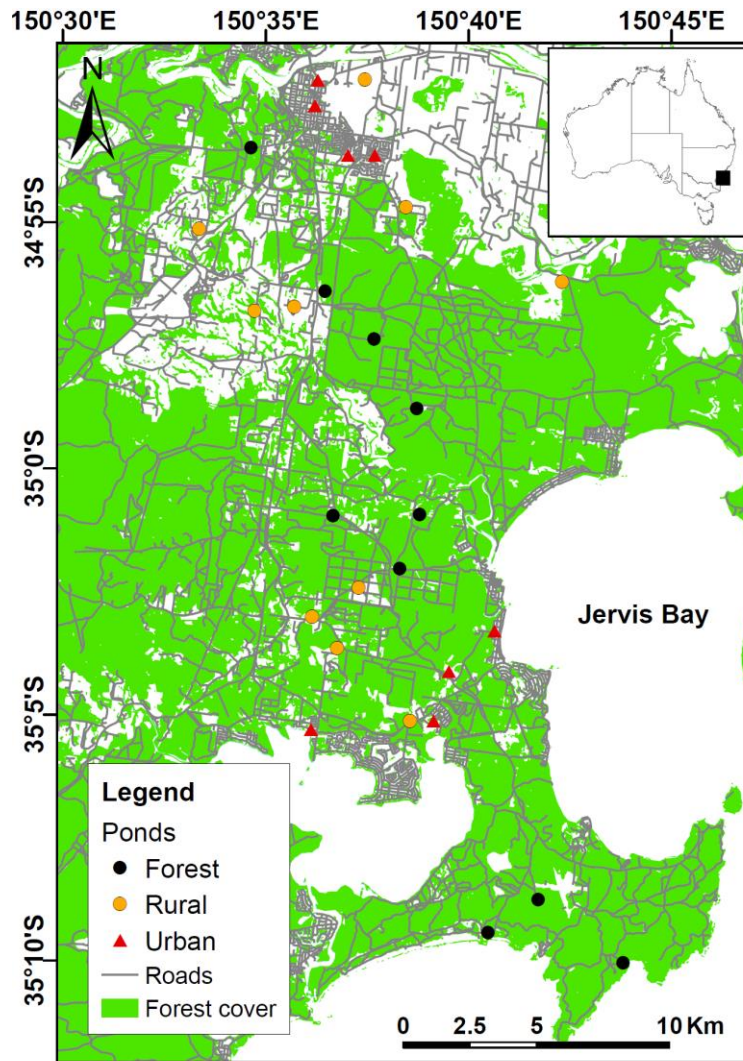 150°30'E 150°35'E 150°40'E 150°45'E
N
34°55'S
35°0'S
Jervis Bay
35°5'S
Legend
Ponds
Forest
Rural
Urban
Roads
Forest cover
35°10'S
0 2.5 5 10 Km